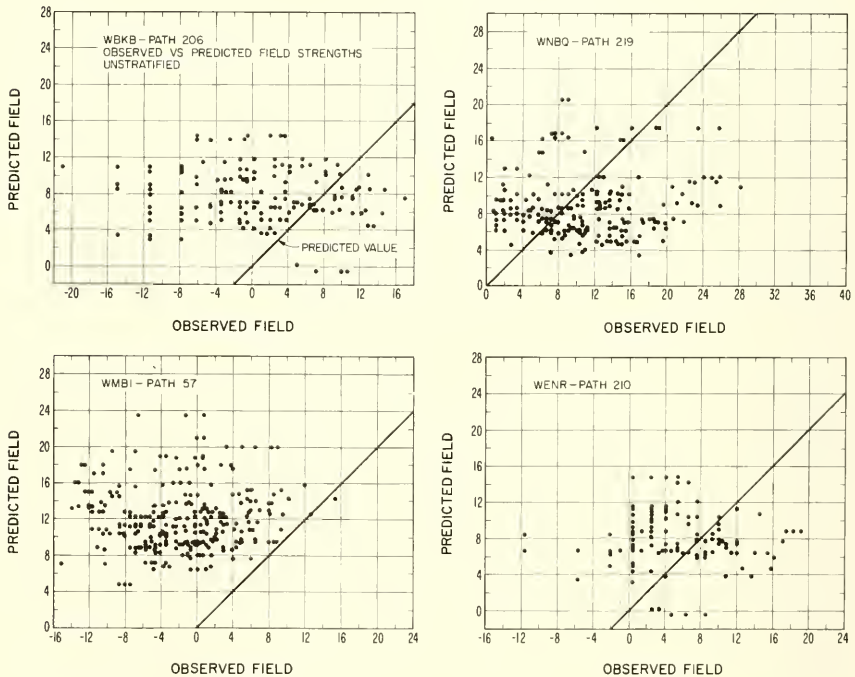 28
24
20
16
12
8
4
0
PREDICTED FIELD
WBKB-PATH 206
OBSERVED VS PREDICTED FIELD STRENGTHS
UNSTRATIFIED
PREDICTED VALUE
-20 -16 -12 -8 -4 0 4 8 12 16
OBSERVED FIELD
28
24
20
16
12
8
4
0
PREDICTED FIELD
WNBQ-PATH 219
0 4 8 12 16 20 24 28 32 36 40
OBSERVED FIELD
28
24
20
16
12
8
4
0
PREDICTED FIELD
WMBI-PATH 57
-16 -12 -8 -4 0 4 8 12 16 20 24
OBSERVED FIELD
28
24
20
16
12
8
4
0
PREDICTED FIELD
WENR-PATH 210
-16 -12 -8 -4 0 4 8 12 16 20 24
OBSERVED FIELD